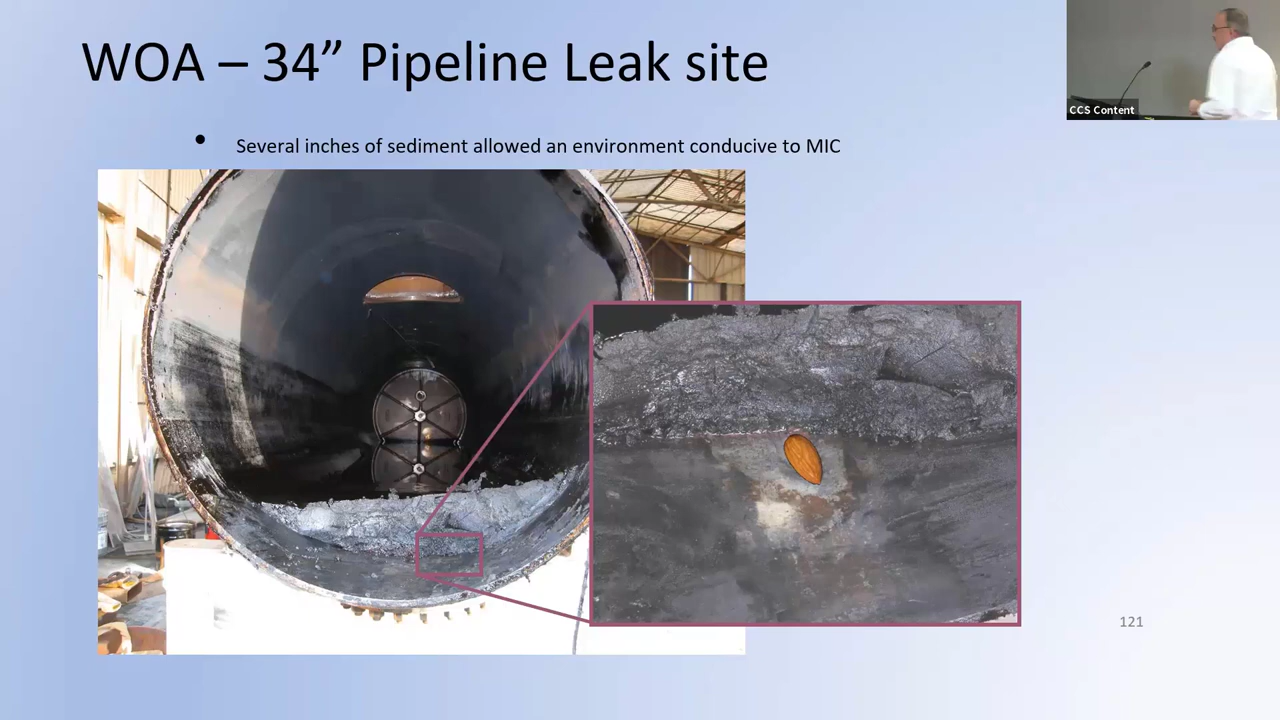 WOA – 34” Pipeline Leak site
CCS Content
• Several inches of sediment allowed an environment conducive to MIC
121